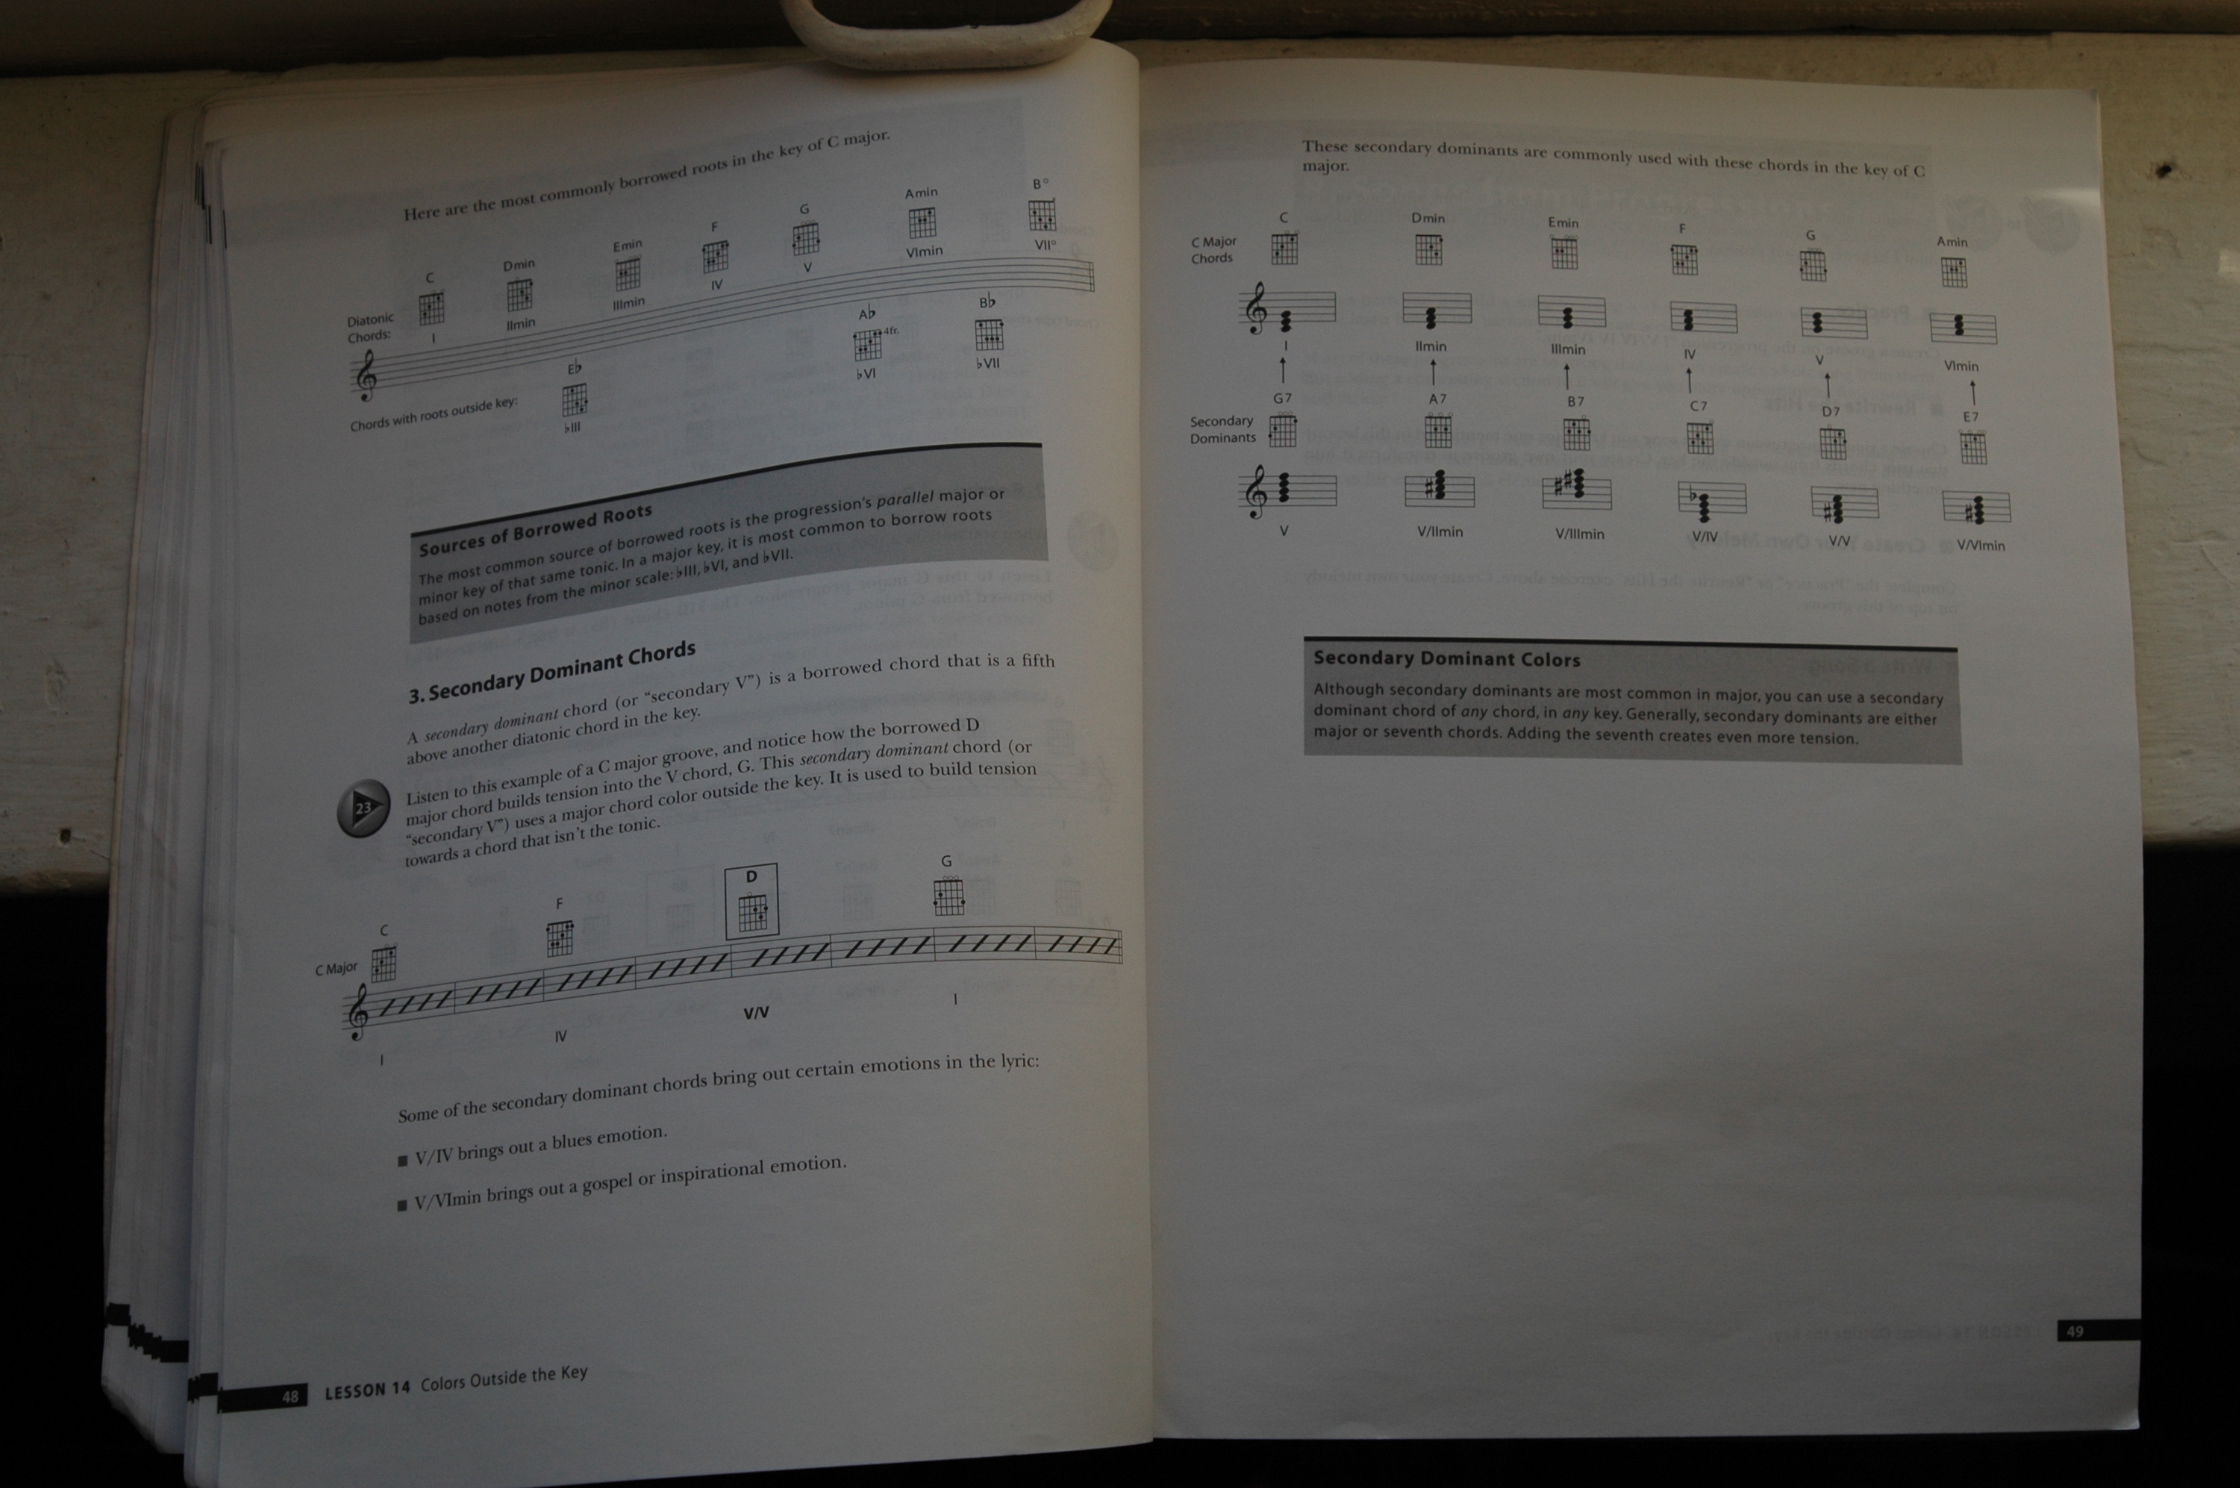 Here are the most commonly borrowed roots in the key of C major.
C Dmin Emin F G Amin B°
Diatonic
Chords:
I IImin IIImin IV V VImin VII°
E♭ A♭ B♭
4fr.
Chords with roots outside key:
♭III ♭VI ♭VII
Sources of Borrowed Roots
The most common source of borrowed roots is the progression's parallel major or
minor key of that same tonic. In a major key, it is most common to borrow roots
based on notes from the minor scale: ♭III, ♭VI, and ♭VII.
3. Secondary Dominant Chords
A secondary dominant chord (or “secondary V”) is a borrowed chord that is a fifth
above another diatonic chord in the key.
23
Listen to this example of a C major groove, and notice how the borrowed D
major chord builds tension into the V chord, G. This secondary dominant chord (or
“secondary V”) uses a major chord color outside the key. It is used to build tension
towards a chord that isn't the tonic.
C F D G
C Major
I IV V/V I
Some of the secondary dominant chords bring out certain emotions in the lyric:
■ V/IV brings out a blues emotion.
■ V/VImin brings out a gospel or inspirational emotion.
48 LESSON 14 Colors Outside the Key
These secondary dominants are commonly used with these chords in the key of C
major.
C Dmin Emin F G Amin
C Major
Chords
I IImin IIImin IV V VImin
G7 A7 B7 C7 D7 E7
Secondary
Dominants
V V/IImin V/IIImin V/IV V/V V/VImin
Secondary Dominant Colors
Although secondary dominants are most common in major, you can use a secondary
dominant chord of any chord, in any key. Generally, secondary dominants are either
major or seventh chords. Adding the seventh creates even more tension.
49